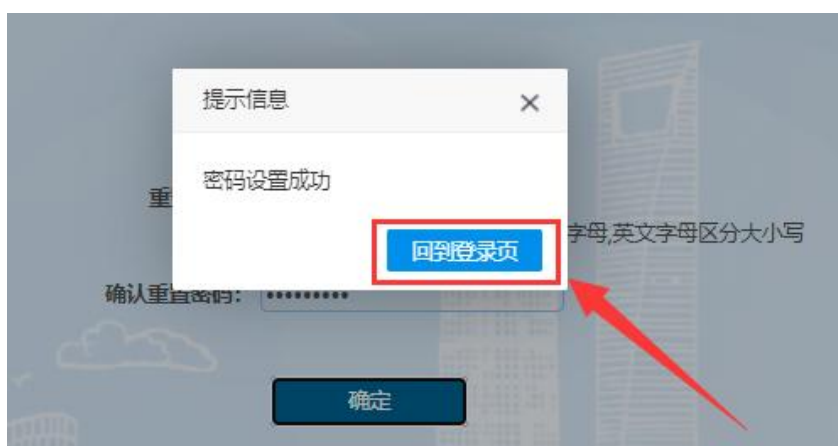 提示信息
密码设置成功
重
回到登录页
字母,英文字母区分大小写
确认重置密码：
确定